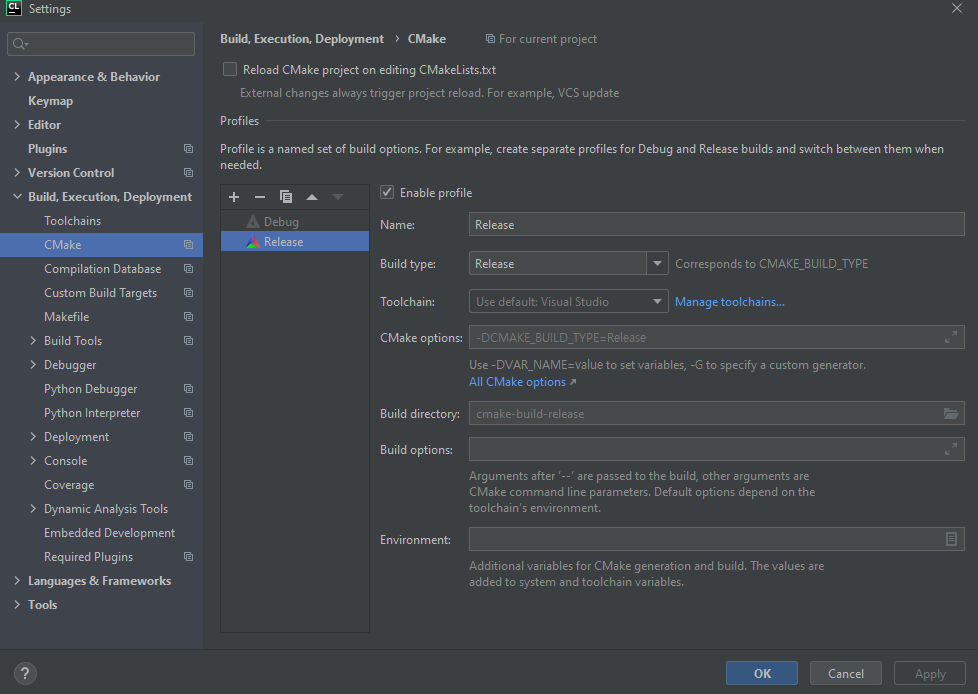 CL
Settings
Build, Execution, Deployment › CMake
For current project
Appearance & Behavior
Keymap
Editor
Plugins
Version Control
Build, Execution, Deployment
Toolchains
CMake
Compilation Database
Custom Build Targets
Makefile
Build Tools
Debugger
Python Debugger
Python Interpreter
Deployment
Console
Coverage
Dynamic Analysis Tools
Embedded Development
Required Plugins
Languages & Frameworks
Tools
Reload CMake project on editing CMakeLists.txt
External changes always trigger project reload. For example, VCS update
Profiles
Profile is a named set of build options. For example, create separate profiles for Debug and Release builds and switch between them when
needed.
Debug
Release
Enable profile
Name: Release
Build type: Release Corresponds to CMAKE_BUILD_TYPE
Toolchain: Use default: Visual Studio Manage toolchains...
CMake options: -DCMAKE_BUILD_TYPE=Release
Use -DVAR_NAME=value to set variables, -G to specify a custom generator.
All CMake options ↗
Build directory: cmake-build-release
Build options:
Arguments after '--' are passed to the build, other arguments are
CMake command line parameters. Default options depend on the
toolchain's environment.
Environment:
Additional variables for CMake generation and build. The values are
added to system and toolchain variables.
?
OK
Cancel
Apply